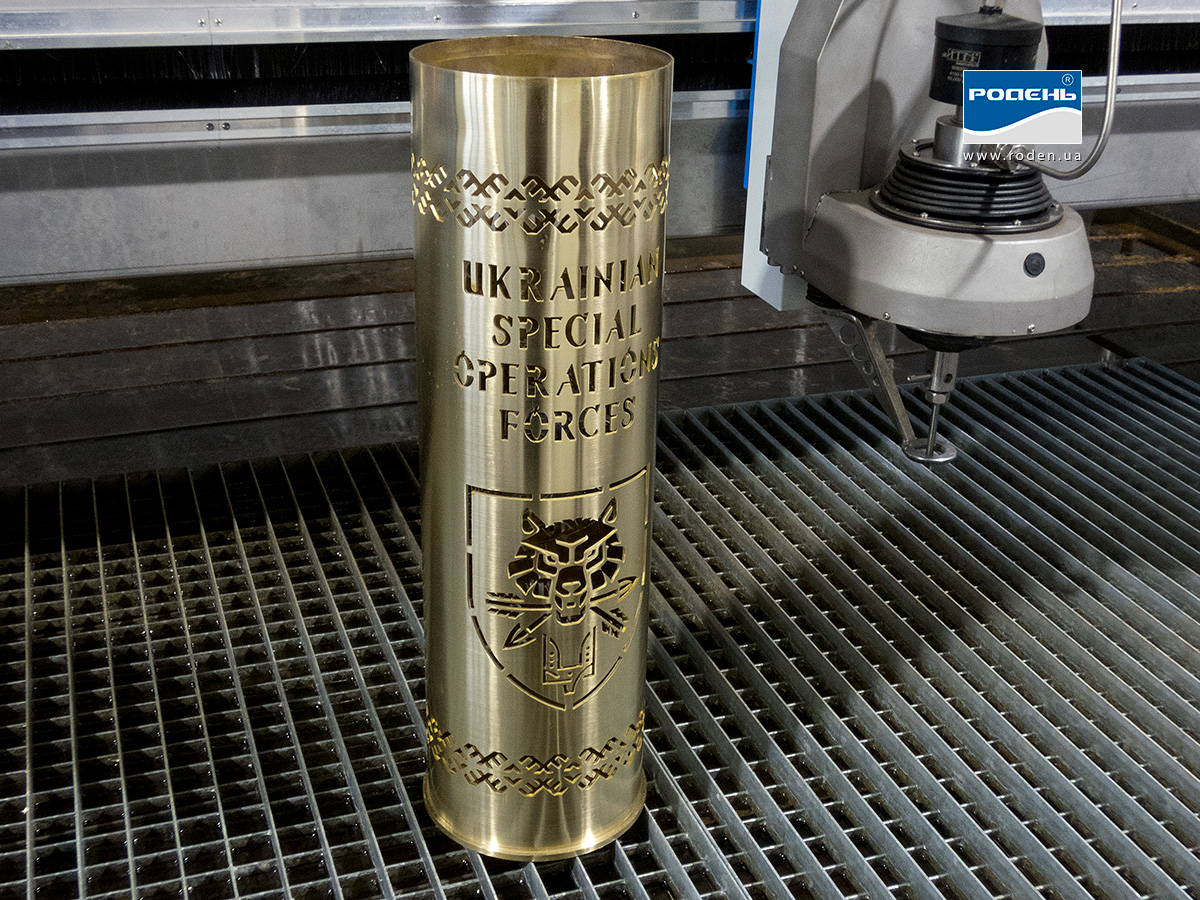 РОДЕНЬ®
www.roden.ua
UKRAINIAN
SPECIAL
OPERATIONS
FORCES